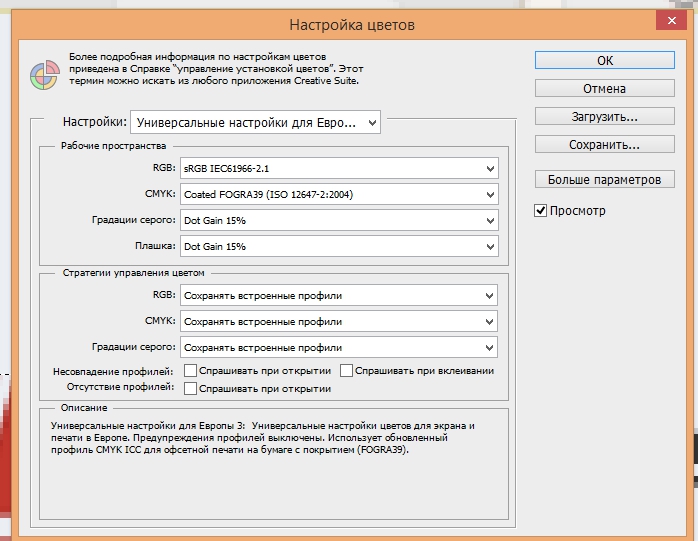 Настройка цветов
Более подробная информация по настройкам цветов
приведена в Справке “управление установкой цветов”. Этот
термин можно искать из любого приложения Creative Suite.
OK
Отмена
Загрузить...
Сохранить...
Больше параметров
Просмотр
Настройки: Универсальные настройки для Евро...
Рабочие пространства
RGB: sRGB IEC61966-2.1
CMYK: Coated FOGRA39 (ISO 12647-2:2004)
Градации серого: Dot Gain 15%
Плашка: Dot Gain 15%
Стратегии управления цветом
RGB: Сохранять встроенные профили
CMYK: Сохранять встроенные профили
Градации серого: Сохранять встроенные профили
Несовпадение профилей: Спрашивать при открытии Спрашивать при вклеивании
Отсутствие профилей: Спрашивать при открытии
Описание
Универсальные настройки для Европы 3: Универсальные настройки цветов для экрана и
печати в Европе. Предупреждения профилей выключены. Использует обновленный
профиль CMYK ICC для офсетной печати на бумаге с покрытием (FOGRA39).